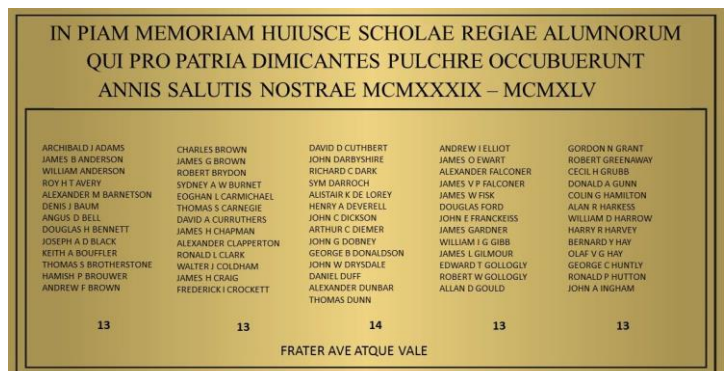 IN PIAM MEMORIAM HUIUSCE SCHOLAE REGIAE ALUMNORUM
QUI PRO PATRIA DIMICANTES PULCHRE OCCUBUERUNT
ANNIS SALUTIS NOSTRAE MCMXXXIX – MCMXLV
ARCHIBALD J ADAMS
JAMES B ANDERSON
WILLIAM ANDERSON
ROY H T AVERY
ALEXANDER M BARNETSON
DENIS J BAUM
ANGUS D BELL
DOUGLAS H BENNETT
JOSEPH A D BLACK
KEITH A BOUFFLER
THOMAS S BROTHERSTONE
HAMISH P BROUWER
ANDREW F BROWN
13
CHARLES BROWN
JAMES G BROWN
ROBERT BRYDON
SYDNEY A W BURNET
EOGHAN L CARMICHAEL
THOMAS S CARNEGIE
DAVID A CURRUTHERS
JAMES H CHAPMAN
ALEXANDER CLAPPERTON
RONALD L CLARK
WALTER J COLDHAM
JAMES H CRAIG
FREDERICK I CROCKETT
13
DAVID D CUTHBERT
JOHN DARBYSHIRE
RICHARD C DARK
SYM DARROCH
ALISTAIR K DE LOREY
HENRY A DEVERELL
JOHN C DICKSON
ARTHUR C DIEMER
JOHN G DOBNEY
GEORGE B DONALDSON
JOHN W DRYSDALE
DANIEL DUFF
ALEXANDER DUNBAR
THOMAS DUNN
14
ANDREW I ELLIOT
JAMES O EWART
ALEXANDER FALCONER
JAMES V P FALCONER
JAMES W FISK
DOUGLAS FORD
JOHN E FRANCKEISS
JAMES GARDNER
WILLIAM J G GIBB
JAMES L GILMOUR
EDWARD T GOLLOGLY
ROBERT W GOLLOGLY
ALLAN D GOULD
13
GORDON N GRANT
ROBERT GREENAWAY
CECIL H GRUBB
DONALD A GUNN
COLIN G HAMILTON
ALAN R HARKESS
WILLIAM D HARROW
HARRY R HARVEY
BERNARD Y HAY
OLAF V G HAY
GEORGE C HUNTLY
RONALD P HUTTON
JOHN A INGHAM
13
FRATER AVE ATQUE VALE